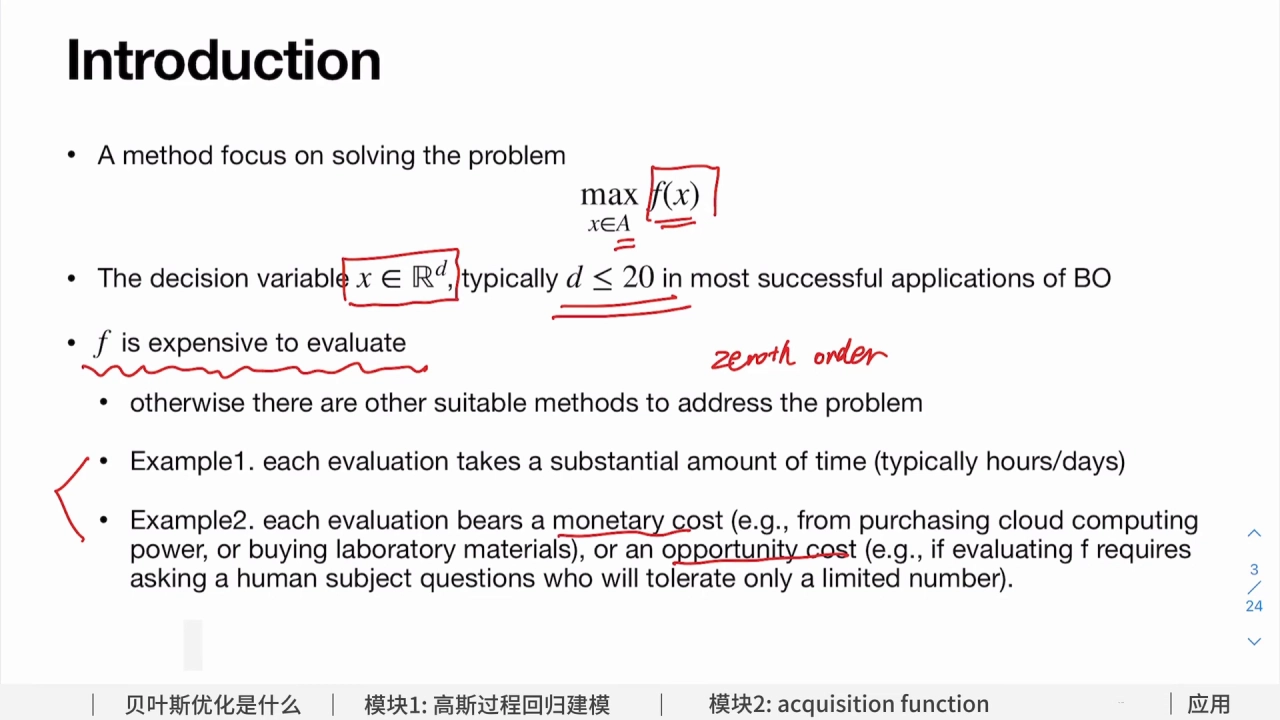 Introduction
• A method focus on solving the problem
max f(x)
x∈A
• The decision variable x ∈ ℝᵈ, typically d ≤ 20 in most successful applications of BO
• f is expensive to evaluate
zeroth order
• otherwise there are other suitable methods to address the problem
• Example1. each evaluation takes a substantial amount of time (typically hours/days)
• Example2. each evaluation bears a monetary cost (e.g., from purchasing cloud computing
power, or buying laboratory materials), or an opportunity cost (e.g., if evaluating f requires
asking a human subject questions who will tolerate only a limited number).
3
/
24
贝叶斯优化是什么 | 模块1: 高斯过程回归建模 | 模块2: acquisition function | 应用